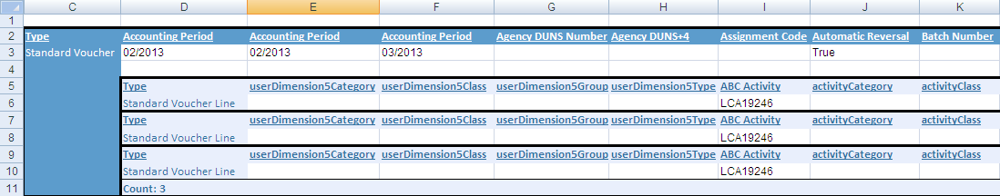 C D E F G H I J K
1
2 Type Accounting Period Accounting Period Accounting Period Agency DUNS Number Agency DUNS+4 Assignment Code Automatic Reversal Batch Number
3 Standard Voucher 02/2013 02/2013 03/2013 True
4
5 Type userDimension5Category userDimension5Class userDimension5Group userDimension5Type ABC Activity activityCategory activityClass
6 Standard Voucher Line LCA19246
7 Type userDimension5Category userDimension5Class userDimension5Group userDimension5Type ABC Activity activityCategory activityClass
8 Standard Voucher Line LCA19246
9 Type userDimension5Category userDimension5Class userDimension5Group userDimension5Type ABC Activity activityCategory activityClass
10 Standard Voucher Line LCA19246
11 Count: 3